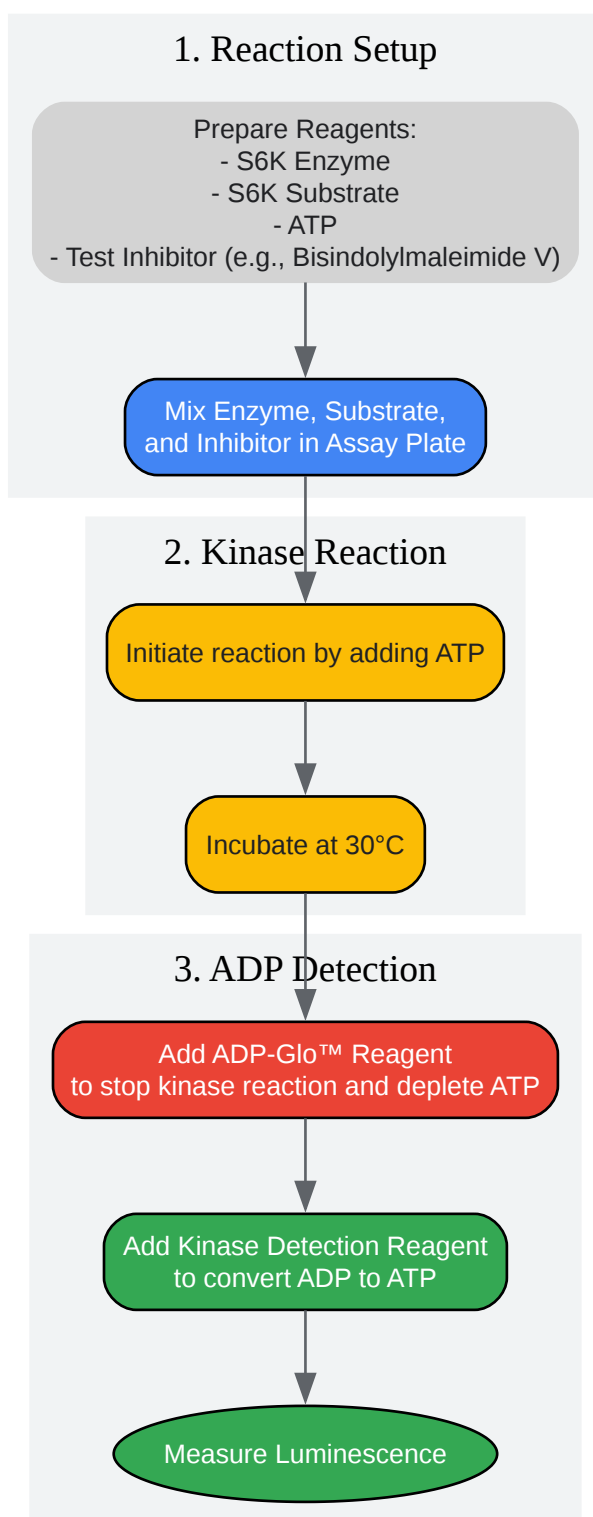 1. Reaction Setup
Prepare Reagents:
- S6K Enzyme
- S6K Substrate
- ATP
- Test Inhibitor (e.g., Bisindolylmaleimide V)
Mix Enzyme, Substrate,
and Inhibitor in Assay Plate
2. Kinase Reaction
Initiate reaction by adding ATP
Incubate at 30°C
3. ADP Detection
Add ADP-Glo™ Reagent
to stop kinase reaction and deplete ATP
Add Kinase Detection Reagent
to convert ADP to ATP
Measure Luminescence